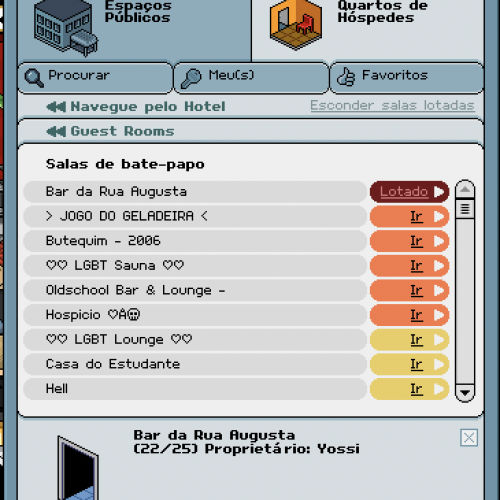 Espaços
Públicos
Quartos de
Hóspedes
Procurar
Meu(s)
Favoritos
Navegue pelo Hotel
Esconder salas lotadas
Guest Rooms
Salas de bate-papo
Bar da Rua Augusta
Lotado
> JOGO DO GELADEIRA <
Ir
Butequim - 2006
Ir
♡♡ LGBT Sauna ♡♡
Ir
Oldschool Bar & Lounge -
Ir
Hospicio ♡Á☠
Ir
♡♡ LGBT Lounge ♡♡
Ir
Casa do Estudante
Ir
Hell
Ir
Bar da Rua Augusta
(22/25) Proprietário: Yossi